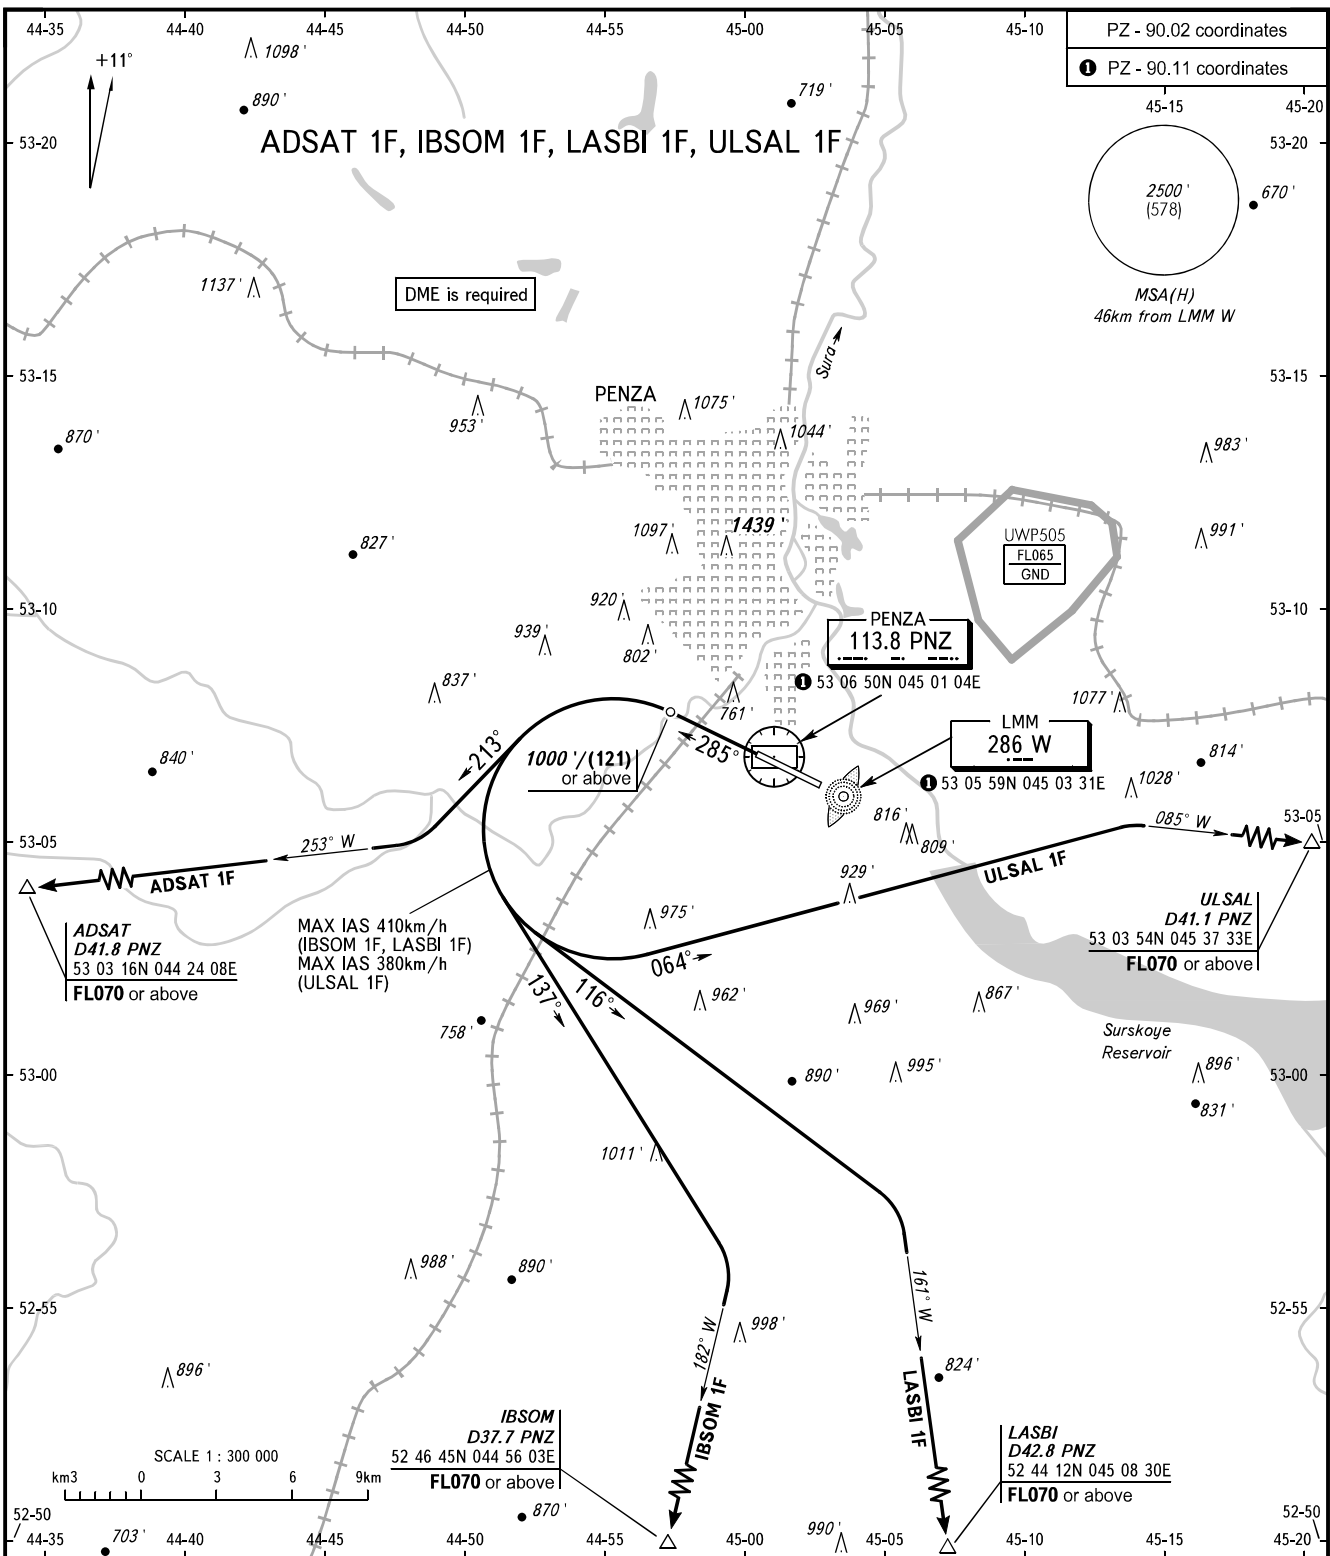 44-35 44-40 44-45 44-50 44-55 45-00 45-05 45-10
PZ - 90.02 coordinates
❶ PZ - 90.11 coordinates
45-15 45-20
+11°
1098'
890'
719'
ADSAT 1F, IBSOM 1F, LASBI 1F, ULSAL 1F
53-20
53-20
2500'
(578)
670'
MSA(H)
46km from LMM W
1137'
DME is required
Sura
53-15
53-15
PENZA
1075'
953'
1044'
870'
983'
1097'
1439'
827'
UWP505
FL065
GND
991'
53-10
53-10
920'
939'
802'
PENZA
113.8 PNZ
❶ 53 06 50N 045 01 04E
837'
761'
1077'
LMM
286 W
❶ 53 05 59N 045 03 31E
213°
285°
1000'/(121)
or above
840'
814'
1028'
816'
809'
53-05
53-05
253° W
085° W
ADSAT 1F
ULSAL 1F
929'
975'
ADSAT
D41.8 PNZ
53 03 16N 044 24 08E
FL070 or above
MAX IAS 410km/h
(IBSOM 1F, LASBI 1F)
MAX IAS 380km/h
(ULSAL 1F)
ULSAL
D41.1 PNZ
53 03 54N 045 37 33E
FL070 or above
064°
137°
116°
962'
969'
867'
758'
Surskoye
Reservoir
53-00
53-00
890'
995'
896'
831'
1011'
988'
890'
161° W
52-55
52-55
182° W
998'
896'
824'
IBSOM 1F
LASBI 1F
IBSOM
D37.7 PNZ
52 46 45N 044 56 03E
FL070 or above
LASBI
D42.8 PNZ
52 44 12N 045 08 30E
FL070 or above
SCALE 1 : 300 000
km3 0 3 6 9km
870'
703'
990'
52-50
52-50
44-35 44-40 44-45 44-50 44-55 45-00 45-05 45-10 45-15 45-20